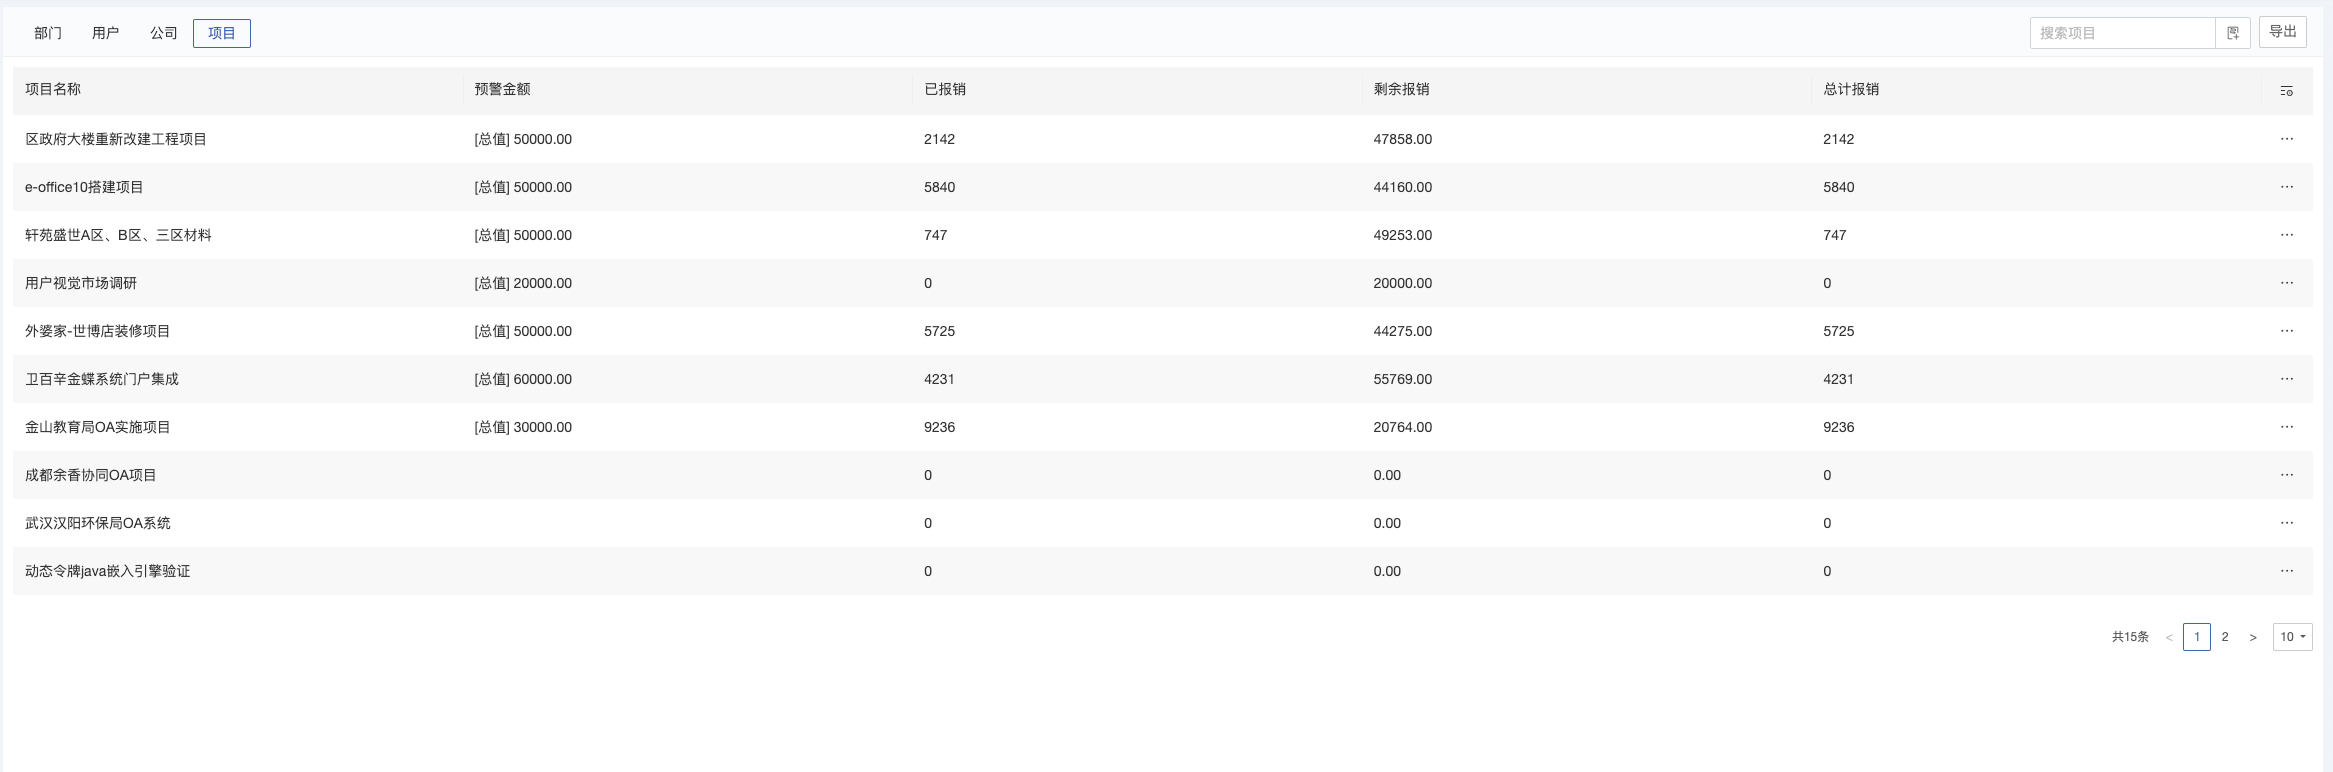 部门 用户 公司 项目 搜索项目 导出
项目名称 预警金额 已报销 剩余报销 总计报销
区政府大楼重新改建工程项目 [总值] 50000.00 2142 47858.00 2142 ...
e-office10搭建项目 [总值] 50000.00 5840 44160.00 5840 ...
轩苑盛世A区、B区、三区材料 [总值] 50000.00 747 49253.00 747 ...
用户视觉市场调研 [总值] 20000.00 0 20000.00 0 ...
外婆家-世博店装修项目 [总值] 50000.00 5725 44275.00 5725 ...
卫百辛金蝶系统门户集成 [总值] 60000.00 4231 55769.00 4231 ...
金山教育局OA实施项目 [总值] 30000.00 9236 20764.00 9236 ...
成都余香协同OA项目 0 0.00 0 ...
武汉汉阳环保局OA系统 0 0.00 0 ...
动态令牌java嵌入引擎验证 0 0.00 0 ...
共15条 < 1 2 > 10